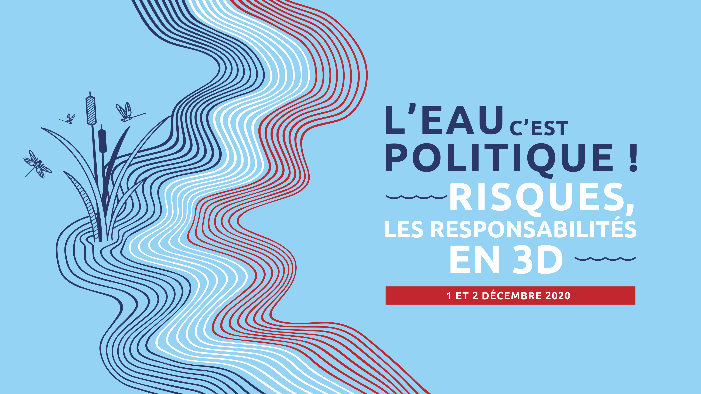 L'EAU C'EST
POLITIQUE !
RISQUES,
LES RESPONSABILITÉS
EN 3D
1 ET 2 DÉCEMBRE 2020